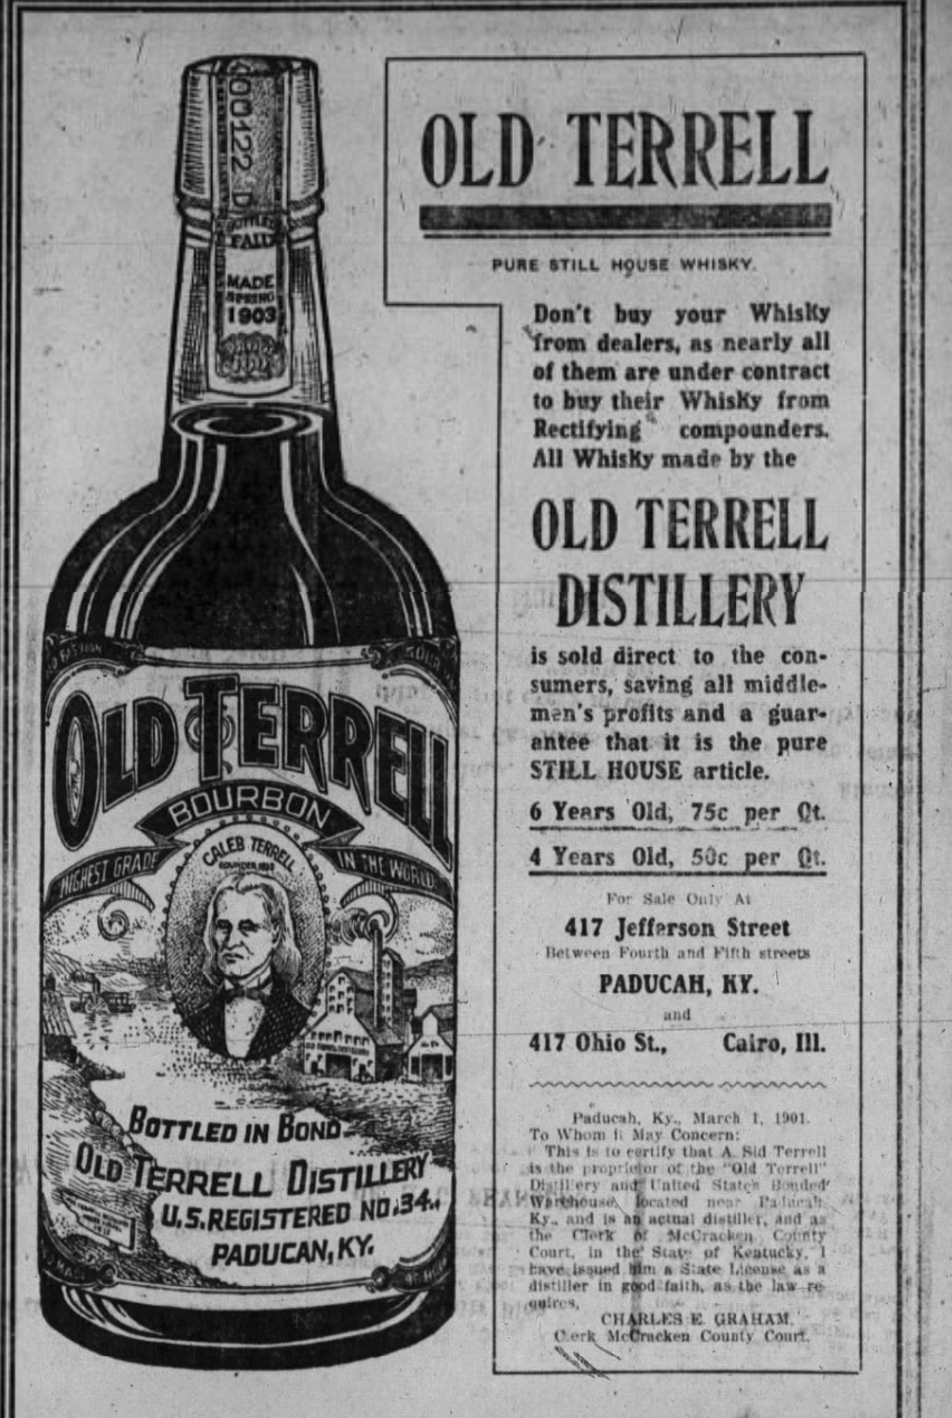 00122 D
BOTTLED
FALL
MADE
SPRING
1903
OLD FASHION
SOUR
OLD TERRELL
BOURBON
HIGHEST GRADE
IN THE WORLD
CALEB TERRELL
BOTTLED IN BOND
OLD TERRELL DISTILLERY
U.S. REGISTERED NO. 34.
PADUCAN, KY.
OLD TERRELL
PURE STILL HOUSE WHISKY.
Don't buy your Whisky
from dealers, as nearly all
of them are under contract
to buy their Whisky from
Rectifying compounders.
All Whisky made by the
OLD TERRELL
DISTILLERY
is sold direct to the con-
sumers, saving all middle-
men's profits and a guar-
antee that it is the pure
STILL HOUSE article.
6 Years Old, 75c per Qt.
4 Years Old, 50c per Qt.
For Sale Only At
417 Jefferson Street
Between Fourth and Fifth streets
PADUCAH, KY.
and
417 Ohio St., Cairo, Ill.
Paducah, Ky., March 1, 1901.
To Whom It May Concern:
This is to certify that A. Sid Terrell
is the proprietor of the "Old Terrell"
Distillery and United States Bonded
Warehouse, located near Paducah,
Ky., and is an actual distiller, and as
the Clerk of McCracken County
Court, in the State of Kentucky, I
have issued him a State License as a
distiller in good faith, as the law re-
quires,
CHARLES E. GRAHAM,
Clerk McCracken County Court.